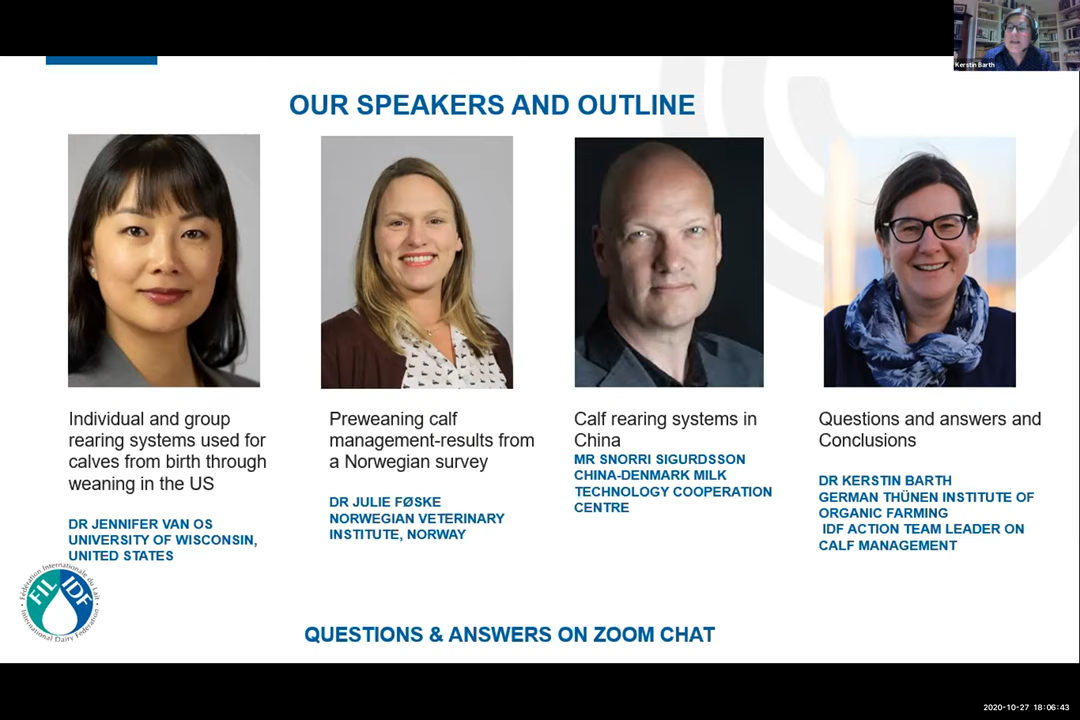 Kerstin Barth
OUR SPEAKERS AND OUTLINE
Individual and group
rearing systems used for
calves from birth through
weaning in the US
DR JENNIFER VAN OS
UNIVERSITY OF WISCONSIN,
UNITED STATES
Preweaning calf
management-results from
a Norwegian survey
DR JULIE FØSKE
NORWEGIAN VETERINARY
INSTITUTE, NORWAY
Calf rearing systems in
China
MR SNORRI SIGURDSSON
CHINA-DENMARK MILK
TECHNOLOGY COOPERATION
CENTRE
Questions and answers and
Conclusions
DR KERSTIN BARTH
GERMAN THÜNEN INSTITUTE OF
ORGANIC FARMING
IDF ACTION TEAM LEADER ON
CALF MANAGEMENT
Fédération Internationale du Lait
FIL IDF
International Dairy Federation
QUESTIONS & ANSWERS ON ZOOM CHAT
2020-10-27 18:06:43